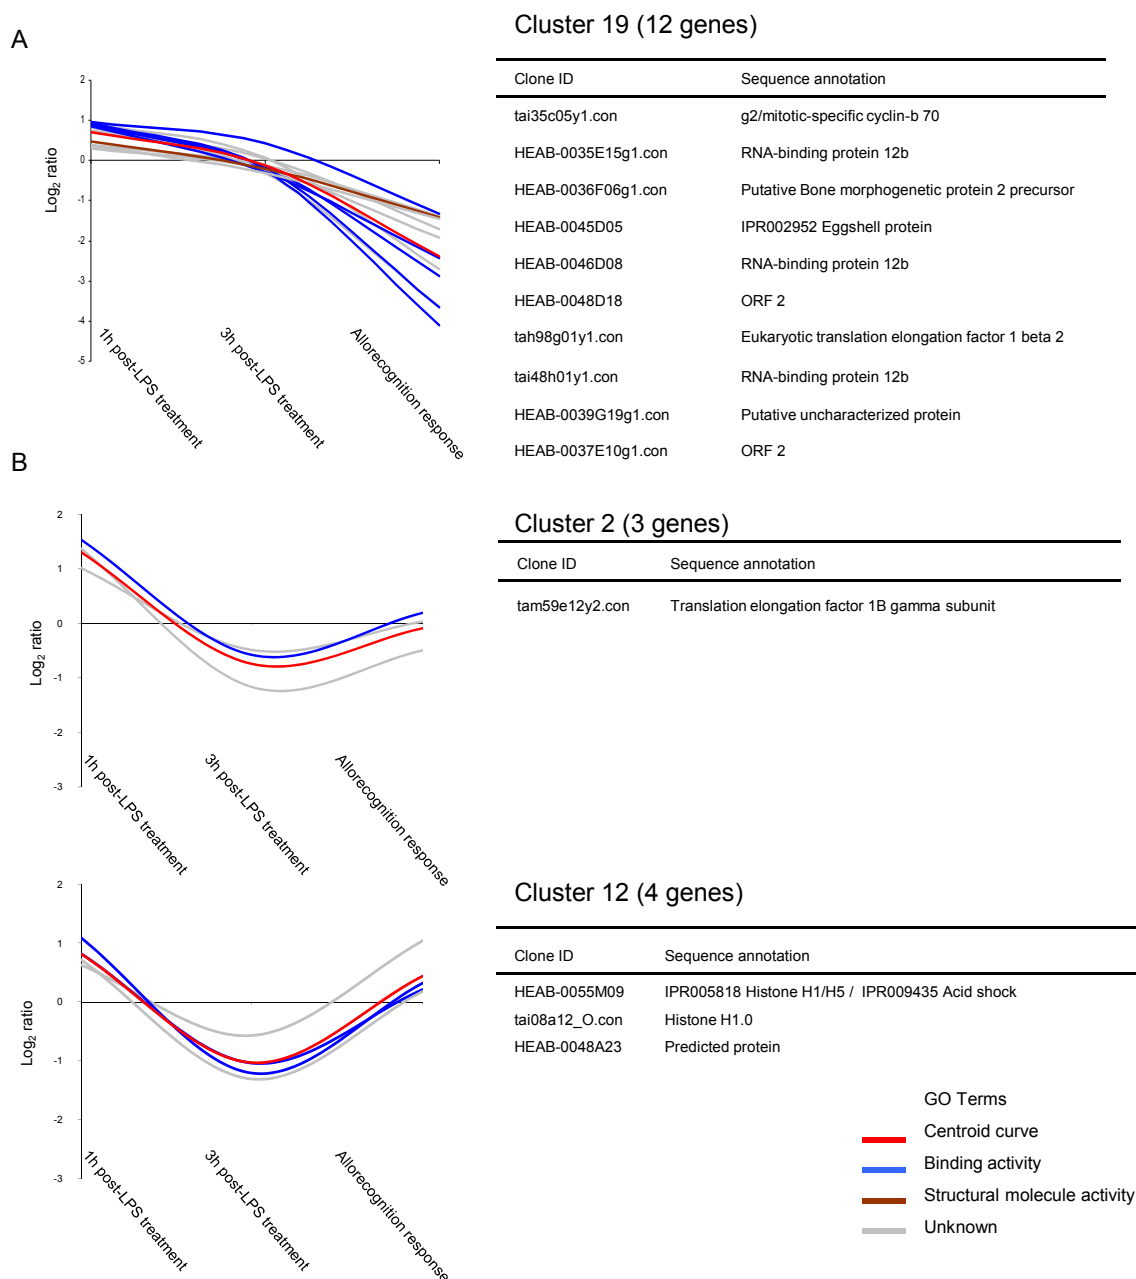 A
Cluster 19 (12 genes)
Clone ID Sequence annotation
tai35c05y1.con g2/mitotic-specific cyclin-b 70
HEAB-0035E15g1.con RNA-binding protein 12b
HEAB-0036F06g1.con Putative Bone morphogenetic protein 2 precursor
HEAB-0045D05 IPR002952 Eggshell protein
HEAB-0046D08 RNA-binding protein 12b
HEAB-0048D18 ORF 2
tah98g01y1.con Eukaryotic translation elongation factor 1 beta 2
tai48h01y1.con RNA-binding protein 12b
HEAB-0039G19g1.con Putative uncharacterized protein
HEAB-0037E10g1.con ORF 2
Log2 ratio
2
1
0
-1
-2
-3
-4
-5
1h post-LPS treatment
3h post-LPS treatment
Allorecognition response
B
Cluster 2 (3 genes)
Clone ID Sequence annotation
tam59e12y2.con Translation elongation factor 1B gamma subunit
Log2 ratio
2
1
0
-1
-2
-3
1h post-LPS treatment
3h post-LPS treatment
Allorecognition response
Cluster 12 (4 genes)
Clone ID Sequence annotation
HEAB-0055M09 IPR005818 Histone H1/H5 / IPR009435 Acid shock
tai08a12_O.con Histone H1.0
HEAB-0048A23 Predicted protein
Log2 ratio
2
1
0
-1
-2
-3
1h post-LPS treatment
3h post-LPS treatment
Allorecognition response
GO Terms
Centroid curve
Binding activity
Structural molecule activity
Unknown